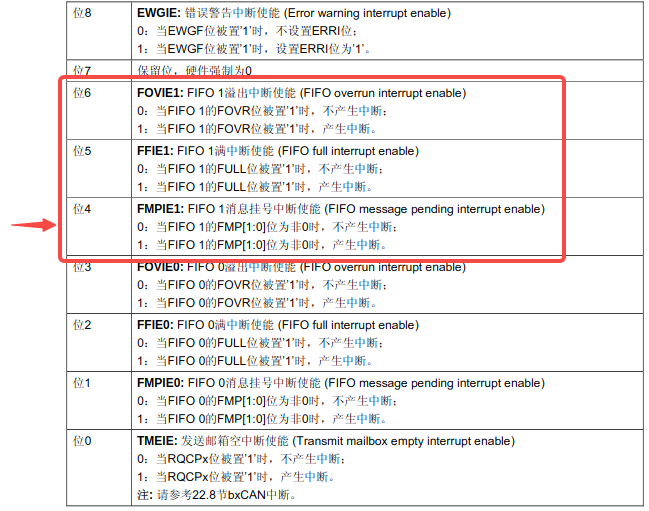 位8 EWGIE: 错误警告中断使能 (Error warning interrupt enable)
0：当EWGF位被置'1'时，不设置ERRI位；
1：当EWGF位被置'1'时，设置ERRI位为'1'。
位7 保留位，硬件强制为0
位6 FOVIE1: FIFO 1溢出中断使能 (FIFO overrun interrupt enable)
0：当FIFO 1的FOVR位被置'1'时，不产生中断；
1：当FIFO 1的FOVR位被置'1'时，产生中断。
位5 FFIE1: FIFO 1满中断使能 (FIFO full interrupt enable)
0：当FIFO 1的FULL位被置'1'时，不产生中断；
1：当FIFO 1的FULL位被置'1'时，产生中断。
位4 FMPIE1: FIFO 1消息挂号中断使能 (FIFO message pending interrupt enable)
0：当FIFO 1的FMP[1:0]位为非0时，不产生中断；
1：当FIFO 1的FMP[1:0]位为非0时，产生中断。
位3 FOVIE0: FIFO 0溢出中断使能 (FIFO overrun interrupt enable)
0：当FIFO 0的FOVR位被置'1'时，不产生中断；
1：当FIFO 0的FOVR位被置'1'时，产生中断。
位2 FFIE0: FIFO 0满中断使能 (FIFO full interrupt enable)
0：当FIFO 0的FULL位被置'1'时，不产生中断；
1：当FIFO 0的FULL位被置'1'时，产生中断。
位1 FMPIE0: FIFO 0消息挂号中断使能 (FIFO message pending interrupt enable)
0：当FIFO 0的FMP[1:0]位为非0时，不产生中断；
1：当FIFO 0的FMP[1:0]位为非0时，产生中断。
位0 TMEIE: 发送邮箱空中断使能 (Transmit mailbox empty interrupt enable)
0：当RQCPx位被置'1'时，不产生中断；
1：当RQCPx位被置'1'时，产生中断。
注: 请参考22.8节bxCAN中断。